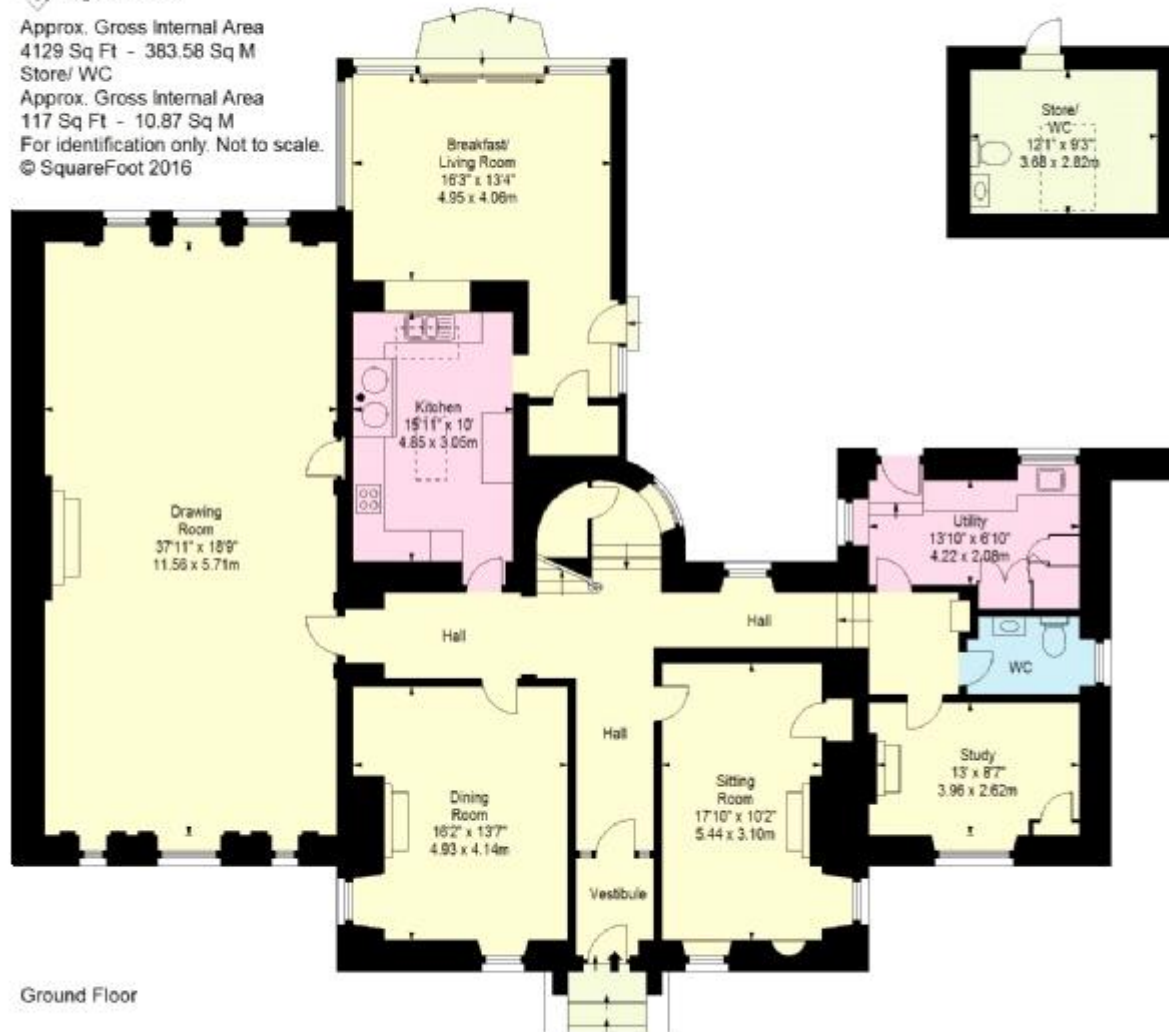 Approx. Gross Internal Area
4129 Sq Ft - 383.58 Sq M
Store/ WC
Approx. Gross Internal Area
117 Sq Ft - 10.87 Sq M
For identification only. Not to scale.
© SquareFoot 2016
Store/
WC
12'1" x 9'3"
3.68 x 2.82m
Breakfast/
Living Room
16'3" x 13'4"
4.95 x 4.06m
Kitchen
15'11" x 10'
4.85 x 3.05m
Drawing
Room
37'11" x 18'9"
11.56 x 5.71m
Utility
13'10" x 6'10"
4.22 x 2.08m
Hall
Hall
WC
Hall
Study
13' x 8'7"
3.96 x 2.62m
Dining
Room
16'2" x 13'7"
4.93 x 4.14m
Sitting
Room
17'10" x 10'2"
5.44 x 3.10m
Vestibule
Ground Floor